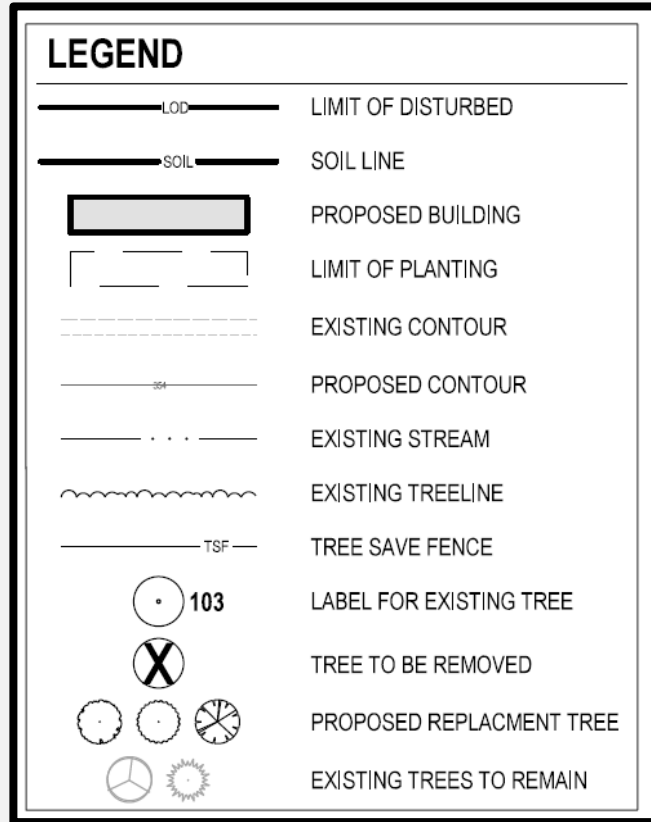 LEGEND
LOD LIMIT OF DISTURBED
SOIL SOIL LINE
PROPOSED BUILDING
LIMIT OF PLANTING
EXISTING CONTOUR
354 PROPOSED CONTOUR
EXISTING STREAM
EXISTING TREELINE
TSF TREE SAVE FENCE
103 LABEL FOR EXISTING TREE
X TREE TO BE REMOVED
PROPOSED REPLACMENT TREE
EXISTING TREES TO REMAIN